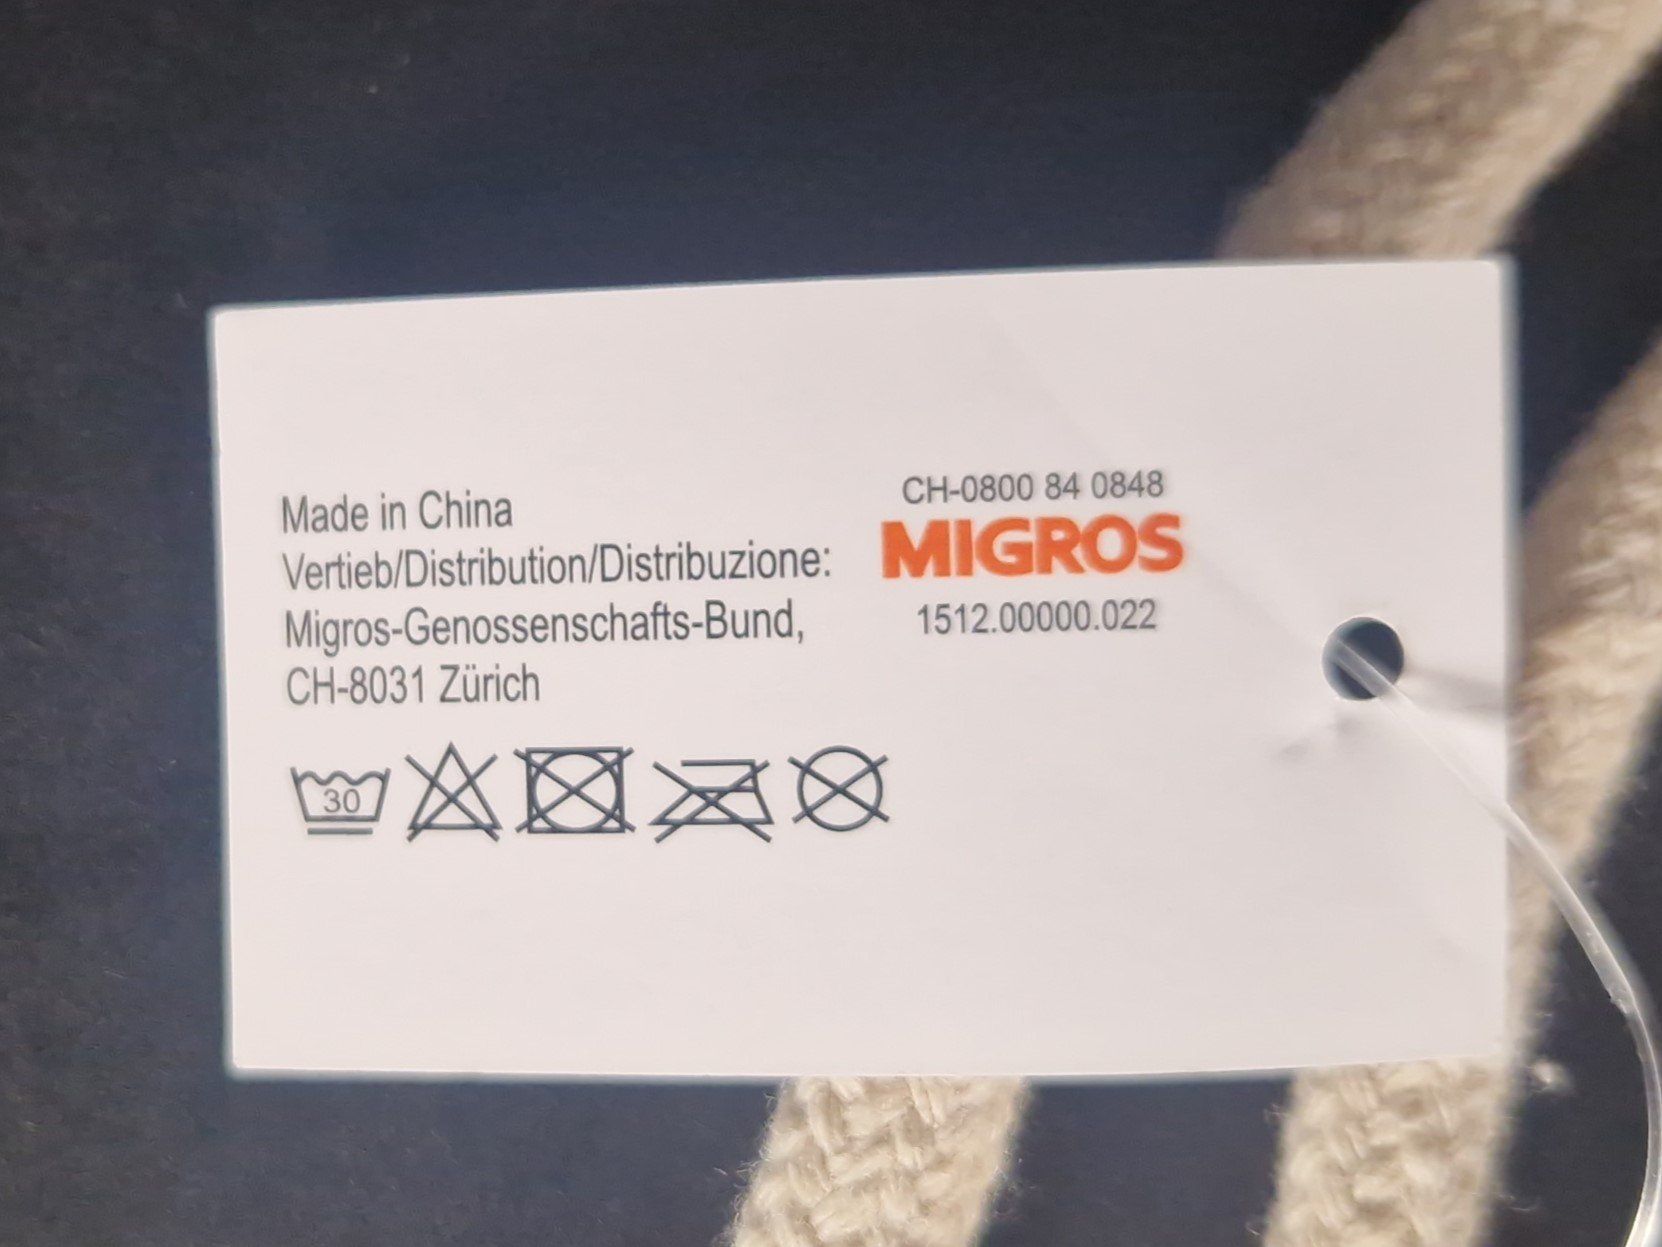 Made in China
Vertieb/Distribution/Distribuzione:
Migros-Genossenschafts-Bund,
CH-8031 Zürich
30
CH-0800 84 0848
MIGROS
1512.00000.022